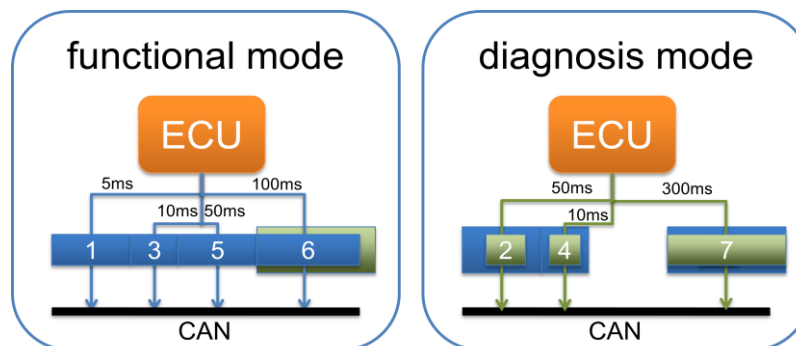 functional mode
ECU
5ms
100ms
10ms
50ms
1
3
5
6
CAN
diagnosis mode
ECU
50ms
300ms
10ms
2
4
7
CAN